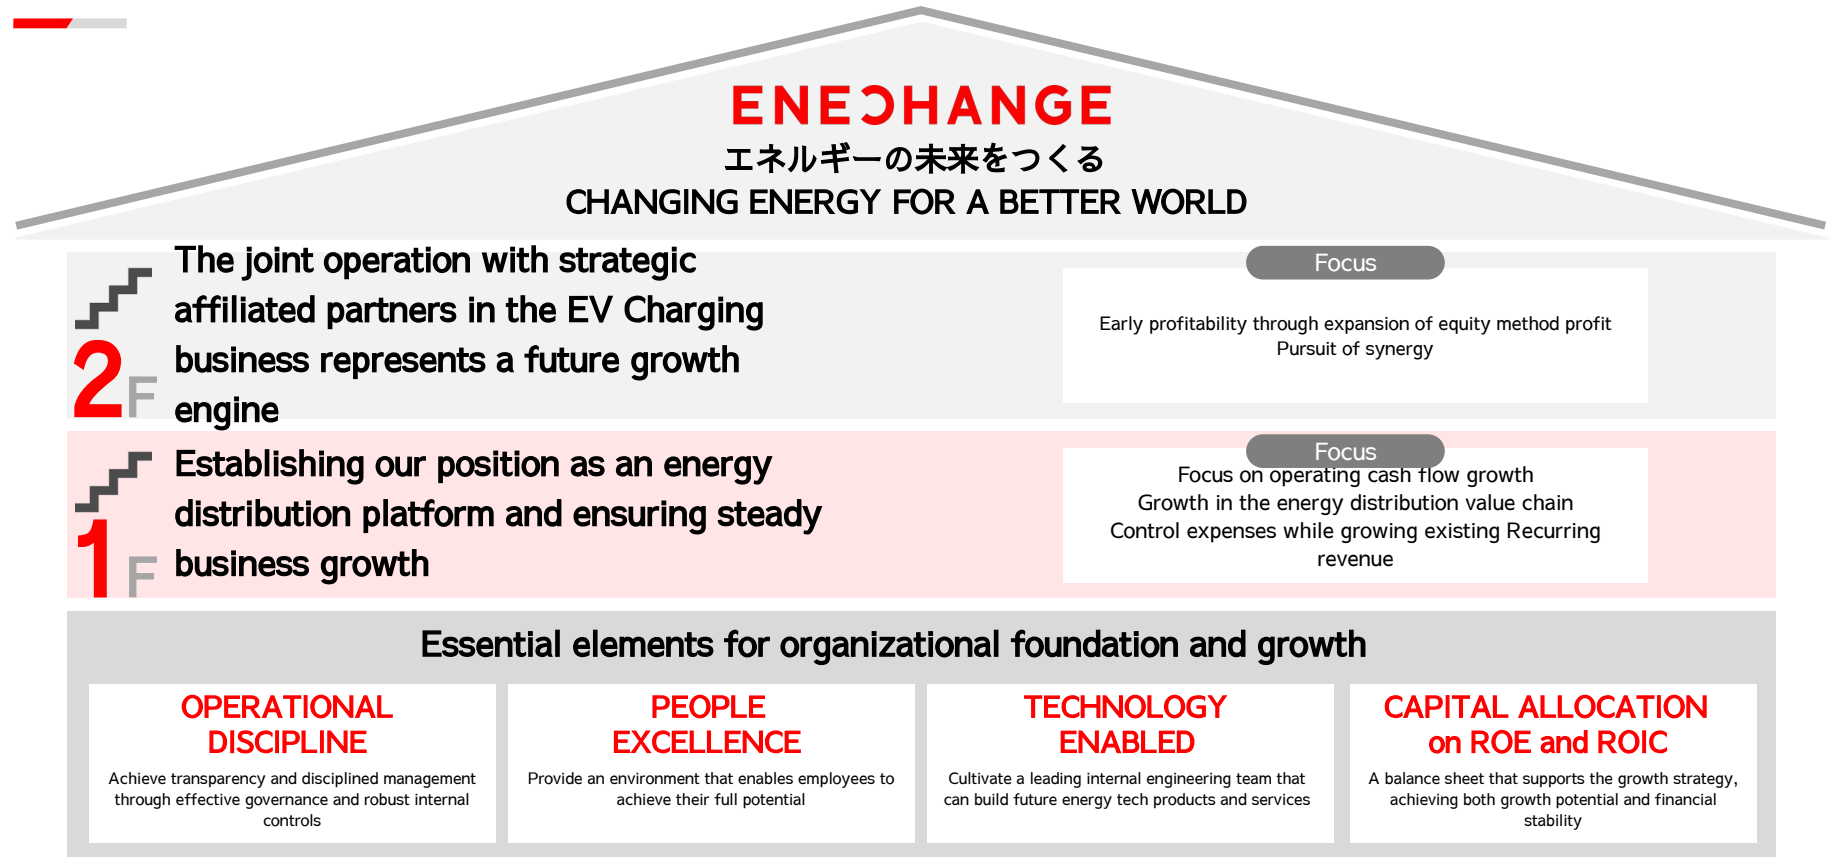 ENECHANGE
エネルギーの未来をつくる
CHANGING ENERGY FOR A BETTER WORLD
2F
The joint operation with strategic
affiliated partners in the EV Charging
business represents a future growth
engine
Focus
Early profitability through expansion of equity method profit
Pursuit of synergy
1F
Establishing our position as an energy
distribution platform and ensuring steady
business growth
Focus
Focus on operating cash flow growth
Growth in the energy distribution value chain
Control expenses while growing existing Recurring
revenue
Essential elements for organizational foundation and growth
OPERATIONAL
DISCIPLINE
Achieve transparency and disciplined management
through effective governance and robust internal
controls
PEOPLE
EXCELLENCE
Provide an environment that enables employees to
achieve their full potential
TECHNOLOGY
ENABLED
Cultivate a leading internal engineering team that
can build future energy tech products and services
CAPITAL ALLOCATION
on ROE and ROIC
A balance sheet that supports the growth strategy,
achieving both growth potential and financial
stability